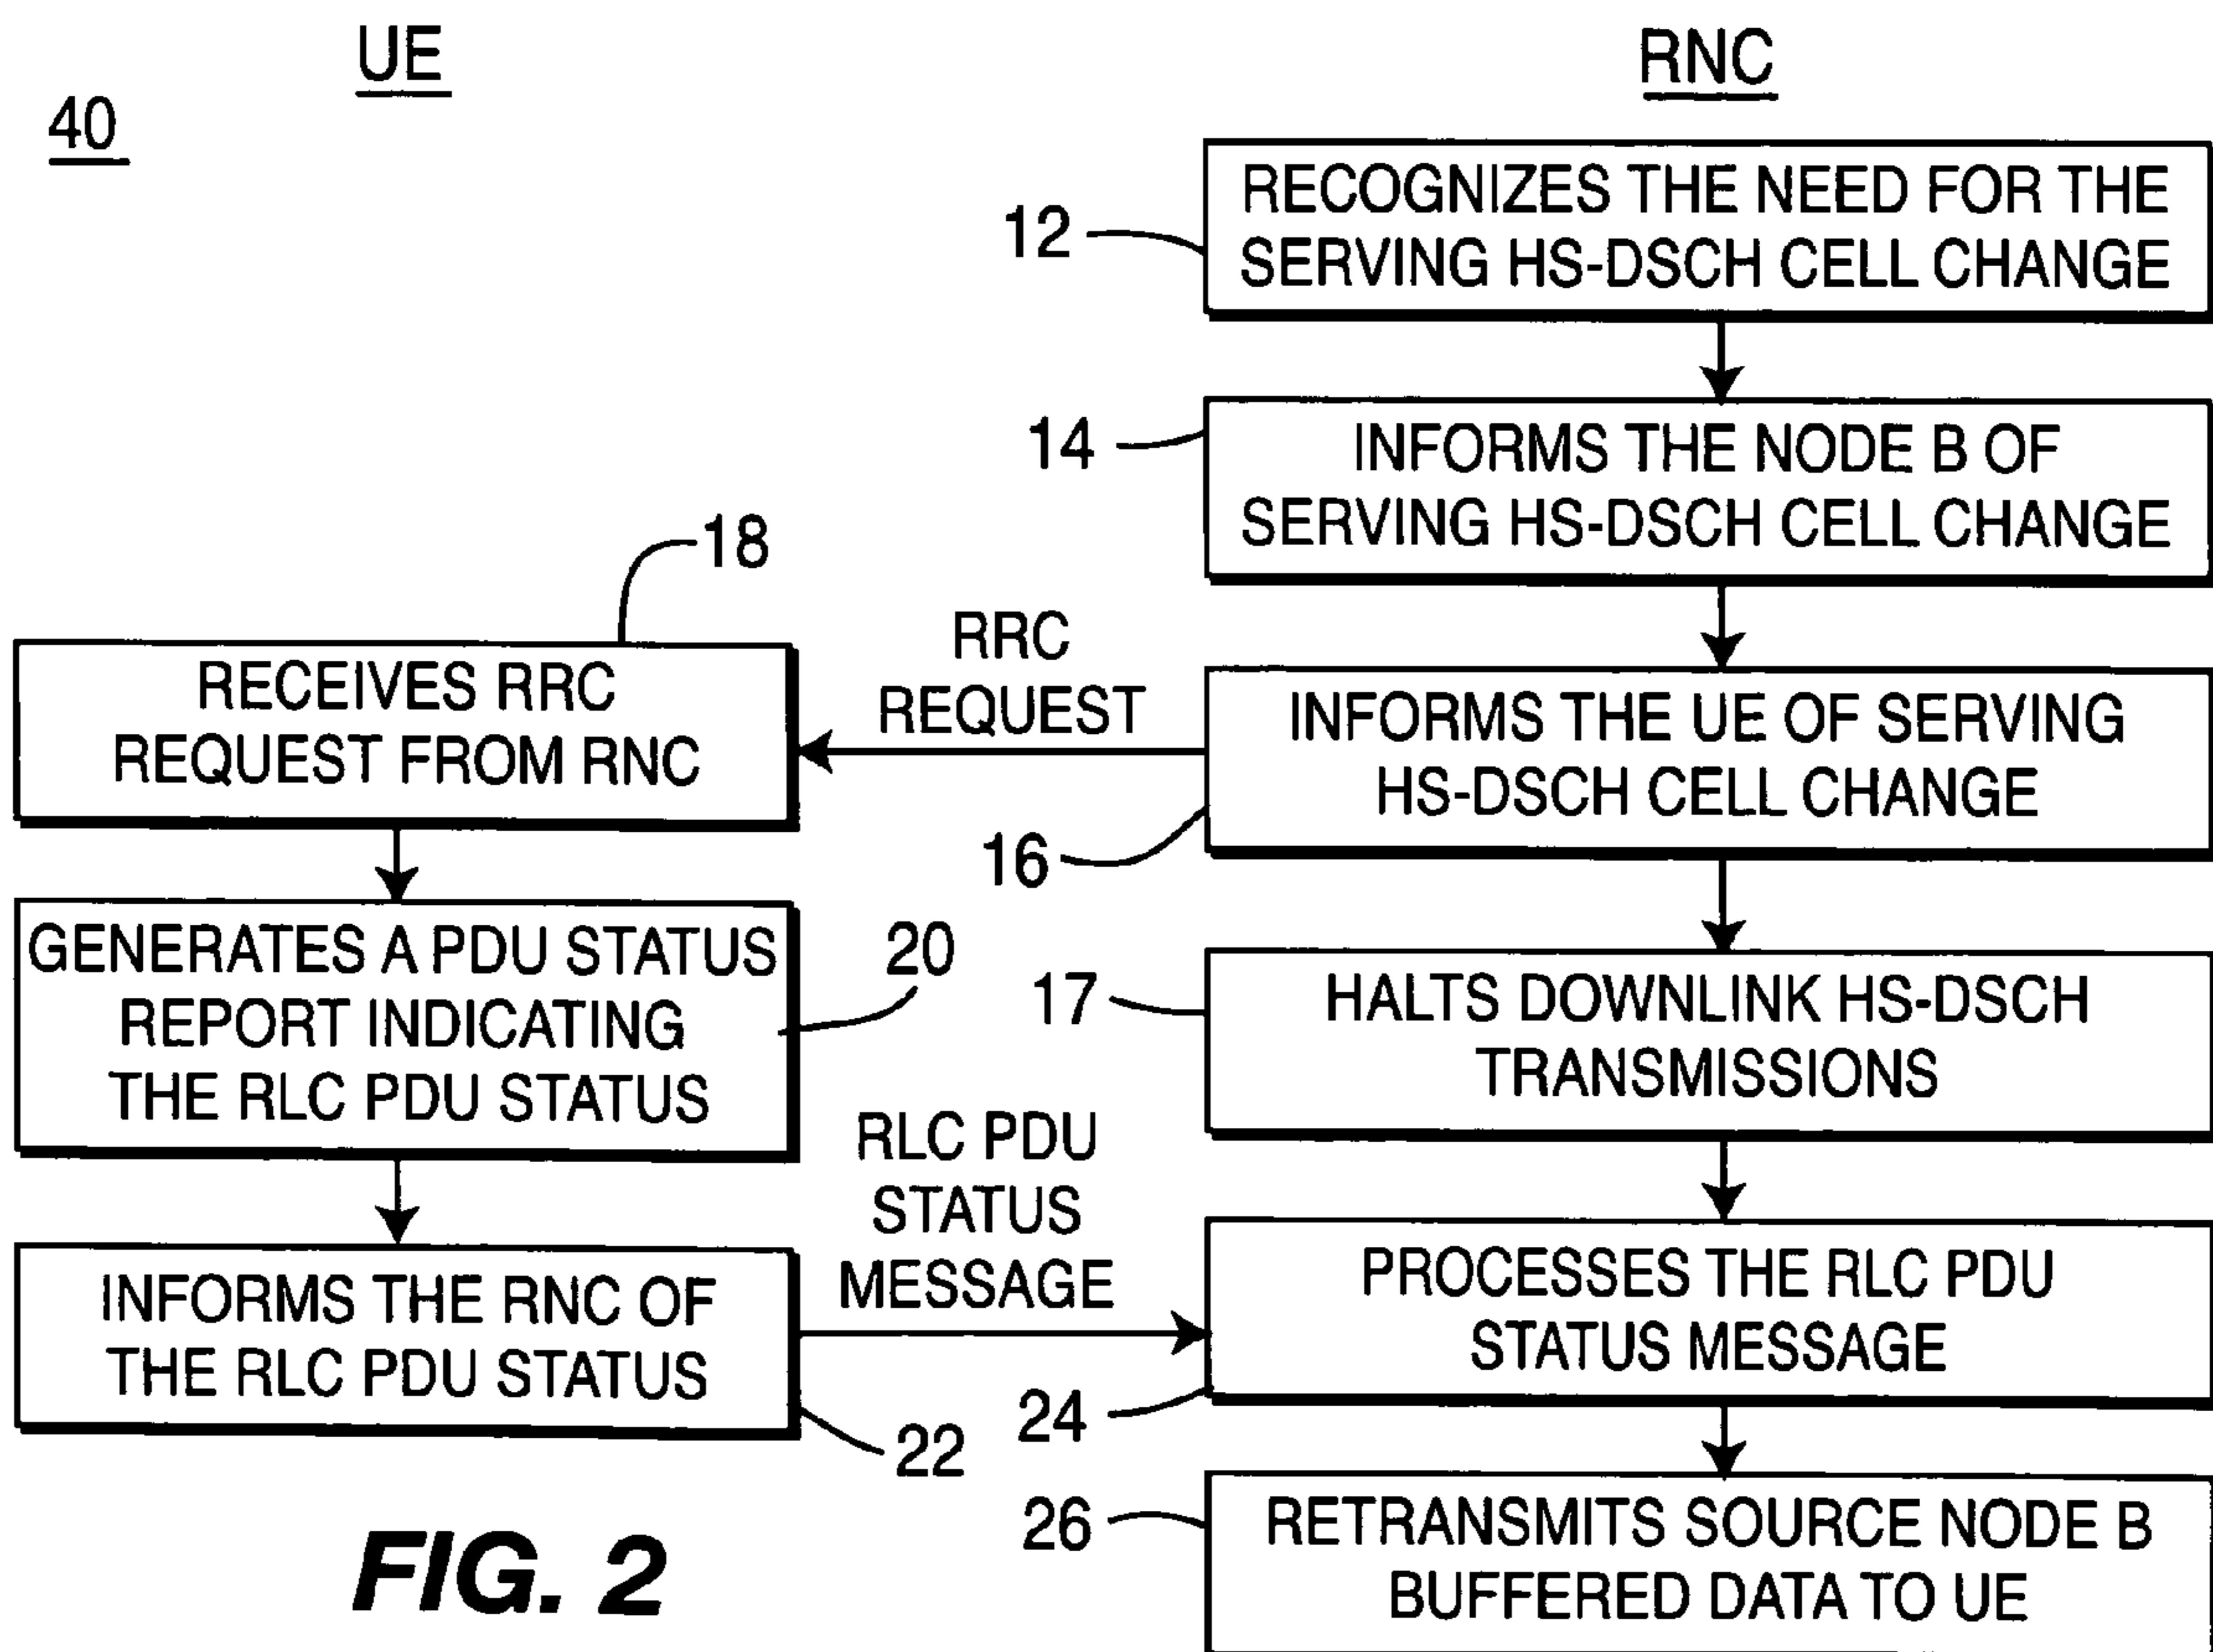 UE
RNC
40
12
RECOGNIZES THE NEED FOR THE
SERVING HS-DSCH CELL CHANGE
14
INFORMS THE NODE B OF
SERVING HS-DSCH CELL CHANGE
18
RECEIVES RRC
REQUEST FROM RNC
RRC
REQUEST
INFORMS THE UE OF SERVING
HS-DSCH CELL CHANGE
16
GENERATES A PDU STATUS
REPORT INDICATING
THE RLC PDU STATUS
20
17
HALTS DOWNLINK HS-DSCH
TRANSMISSIONS
RLC PDU
STATUS
MESSAGE
INFORMS THE RNC OF
THE RLC PDU STATUS
22
PROCESSES THE RLC PDU
STATUS MESSAGE
24
26
RETRANSMITS SOURCE NODE B
BUFFERED DATA TO UE
FIG. 2